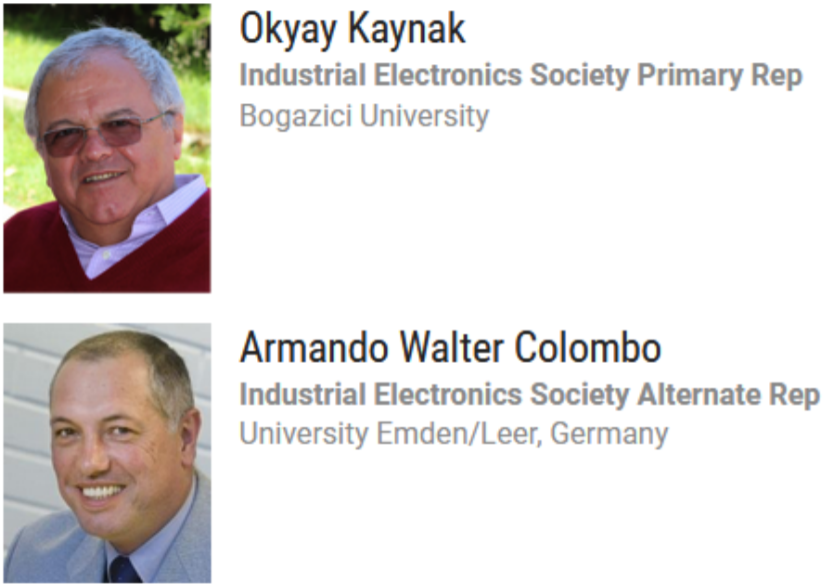 Okyay Kaynak
Industrial Electronics Society Primary Rep
Bogazici University
Armando Walter Colombo
Industrial Electronics Society Alternate Rep
University Emden/Leer, Germany